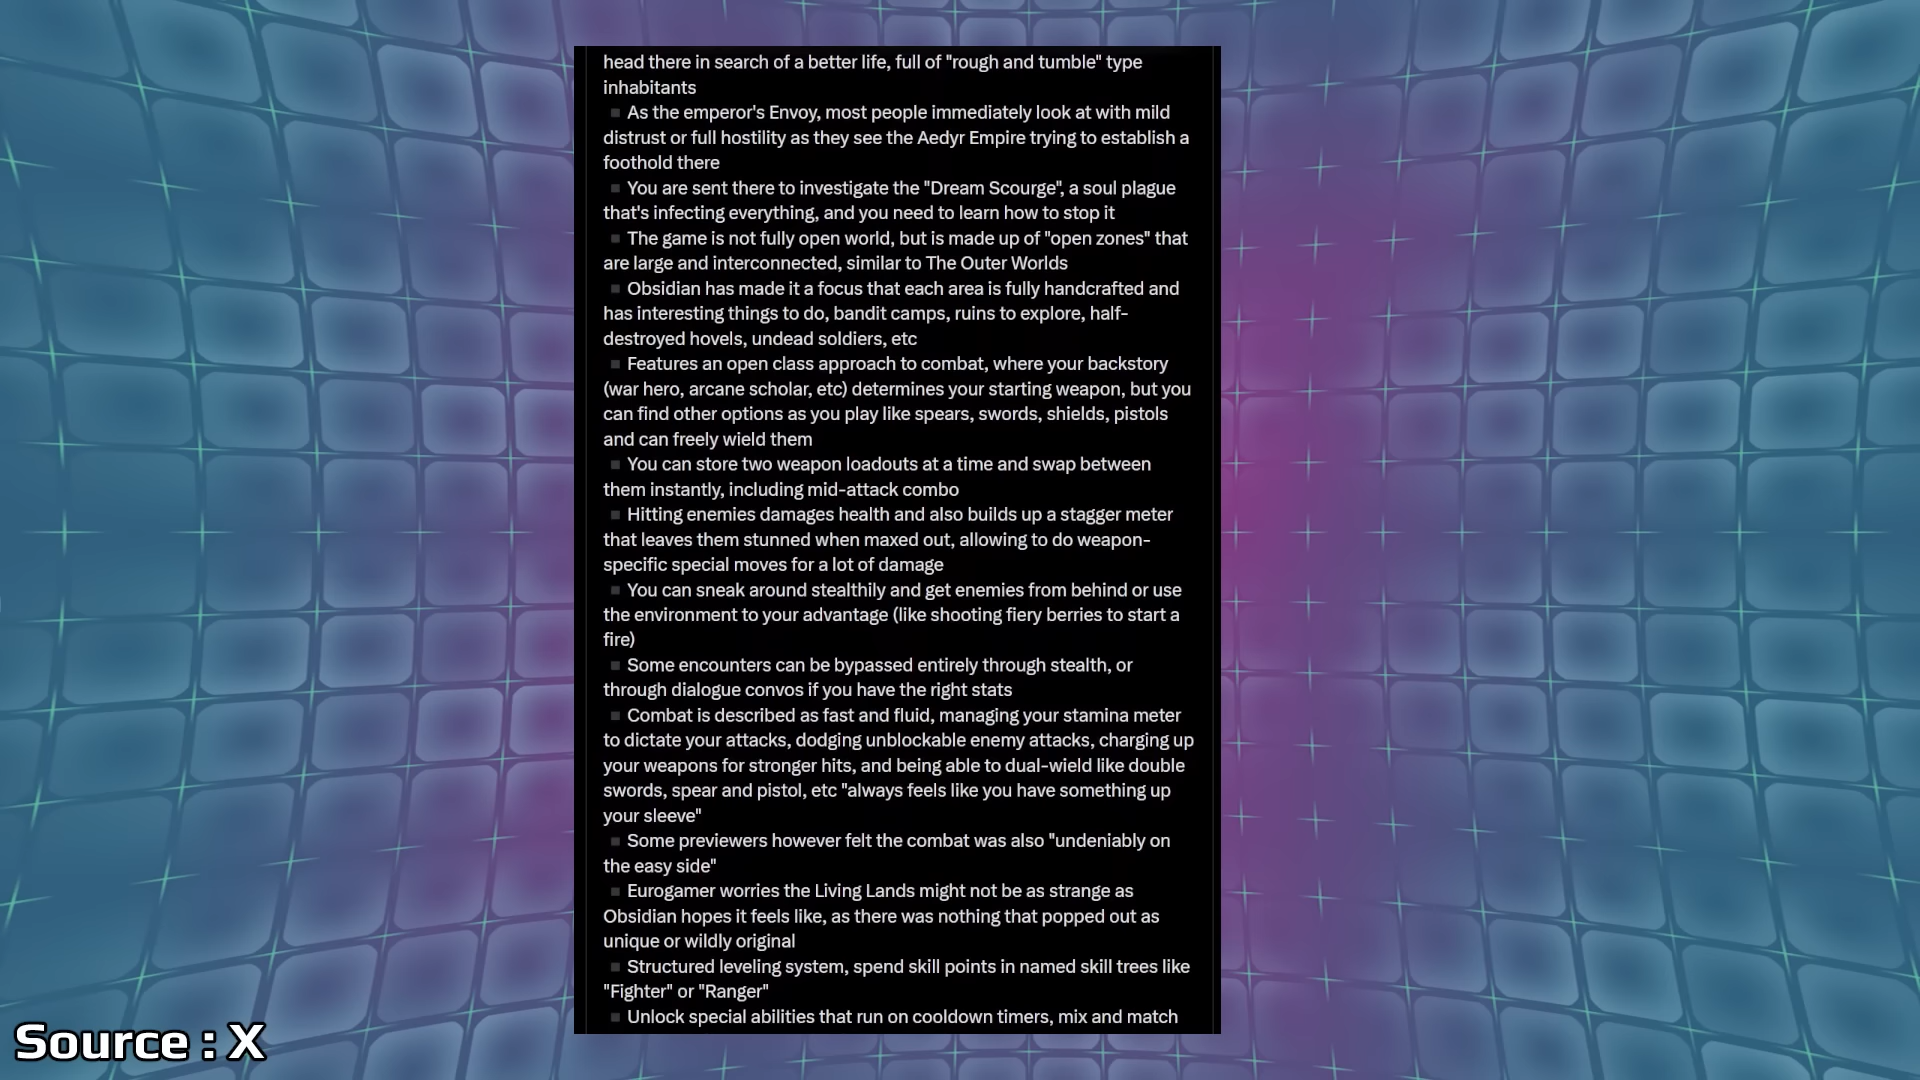 head there in search of a better life, full of "rough and tumble" type
inhabitants
▪ As the emperor's Envoy, most people immediately look at with mild
distrust or full hostility as they see the Aedyr Empire trying to establish a
foothold there
▪ You are sent there to investigate the "Dream Scourge", a soul plague
that's infecting everything, and you need to learn how to stop it
▪ The game is not fully open world, but is made up of "open zones" that
are large and interconnected, similar to The Outer Worlds
▪ Obsidian has made it a focus that each area is fully handcrafted and
has interesting things to do, bandit camps, ruins to explore, half-
destroyed hovels, undead soldiers, etc
▪ Features an open class approach to combat, where your backstory
(war hero, arcane scholar, etc) determines your starting weapon, but you
can find other options as you play like spears, swords, shields, pistols
and can freely wield them
▪ You can store two weapon loadouts at a time and swap between
them instantly, including mid-attack combo
▪ Hitting enemies damages health and also builds up a stagger meter
that leaves them stunned when maxed out, allowing to do weapon-
specific special moves for a lot of damage
▪ You can sneak around stealthily and get enemies from behind or use
the environment to your advantage (like shooting fiery berries to start a
fire)
▪ Some encounters can be bypassed entirely through stealth, or
through dialogue convos if you have the right stats
▪ Combat is described as fast and fluid, managing your stamina meter
to dictate your attacks, dodging unblockable enemy attacks, charging up
your weapons for stronger hits, and being able to dual-wield like double
swords, spear and pistol, etc "always feels like you have something up
your sleeve"
▪ Some previewers however felt the combat was also "undeniably on
the easy side"
▪ Eurogamer worries the Living Lands might not be as strange as
Obsidian hopes it feels like, as there was nothing that popped out as
unique or wildly original
▪ Structured leveling system, spend skill points in named skill trees like
"Fighter" or "Ranger"
▪ Unlock special abilities that run on cooldown timers, mix and match
Source : X